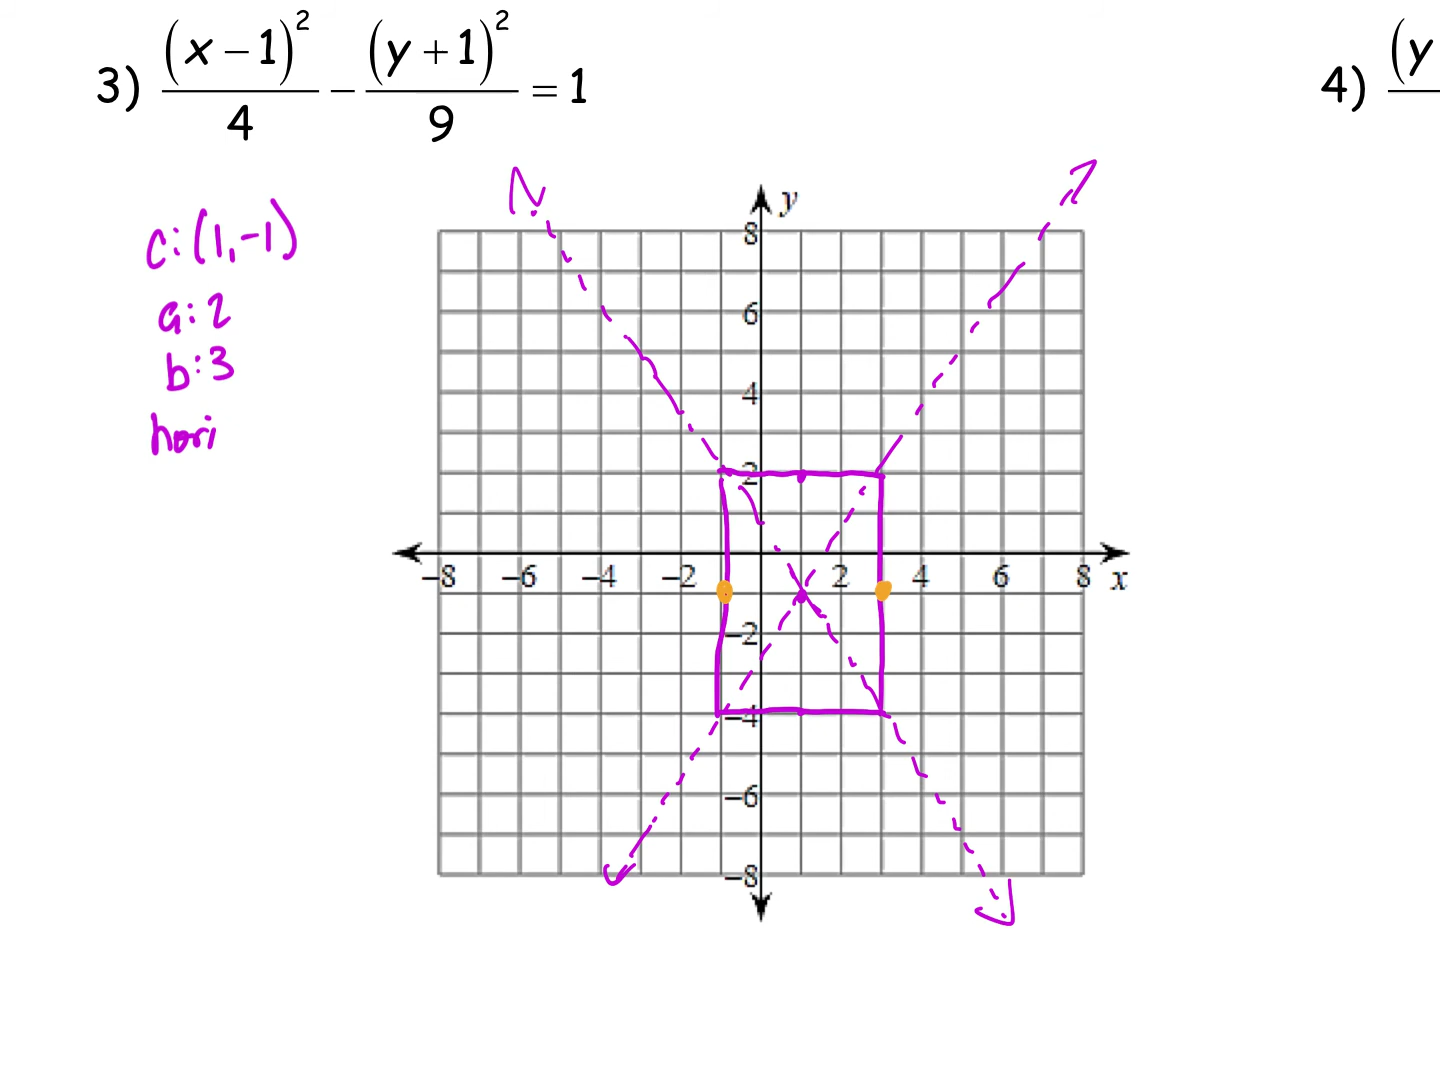 3) (x − 1)² / 4 − (y + 1)² / 9 = 1
4) (y
c: (1, -1)
a: 2
b: 3
hori
y
8
6
4
2
−8 −6 −4 −2 2 4 6 8 x
−2
−4
−6
−8